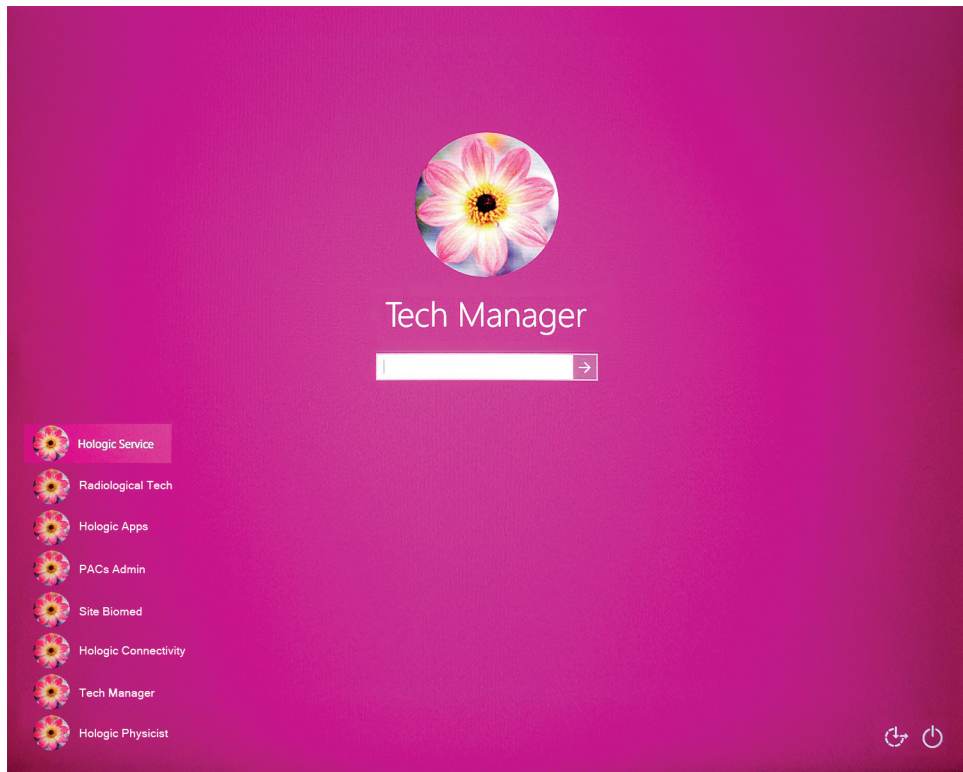 Tech Manager
Hologic Service
Radiological Tech
Hologic Apps
PACs Admin
Site Biomed
Hologic Connectivity
Tech Manager
Hologic Physicist